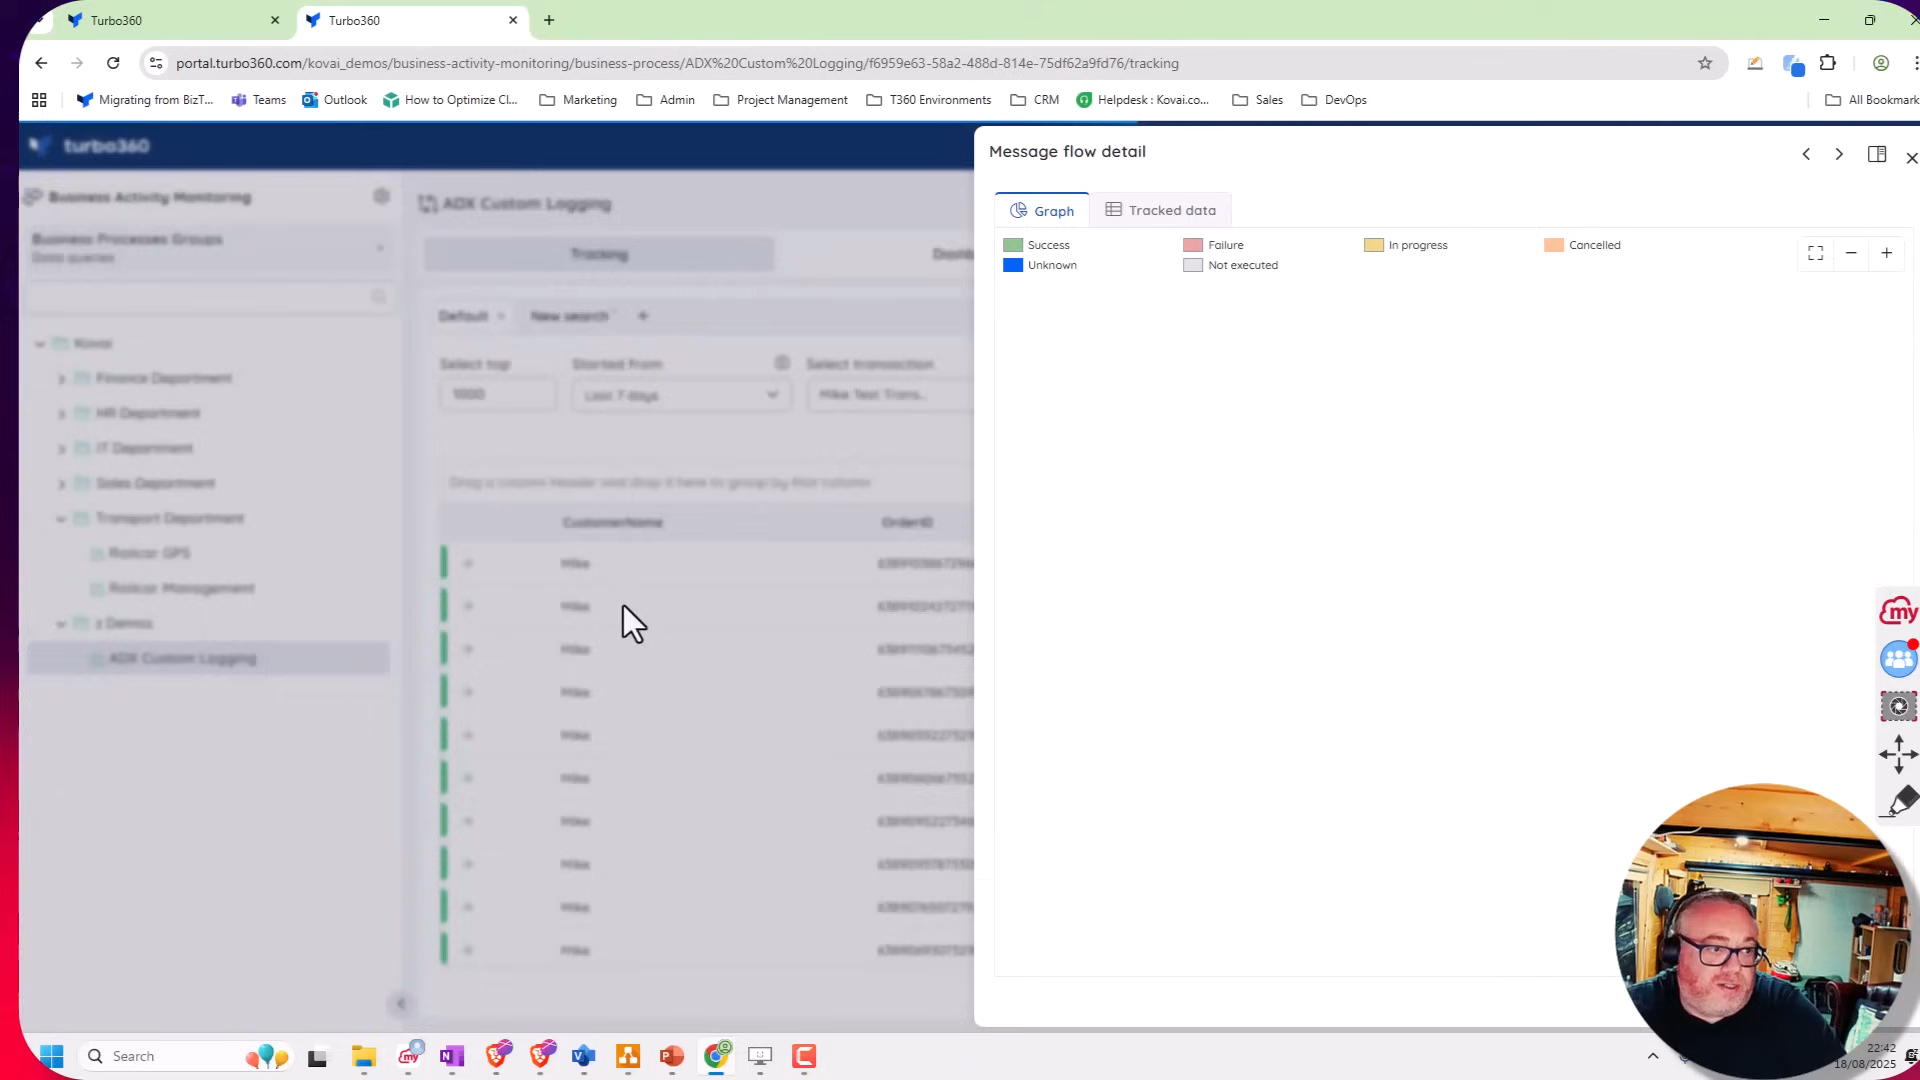 Turbo360
Turbo360
portal.turbo360.com/kovai_demos/business-activity-monitoring/business-process/ADX%20Custom%20Logging/f6959e63-58a2-488d-814e-75df62a9fd76/tracking
Migrating from BizT...
Teams
Outlook
How to Optimize Cl...
Marketing
Admin
Project Management
T360 Environments
CRM
Helpdesk : Kovai.co...
Sales
DevOps
All Bookmark
turbo360
Business Activity Monitoring
Business Processes Groups
Data queries
Kovai
Finance Department
HR Department
IT Department
Sales Department
Transport Department
Railcar GPS
Railcar Management
z Demos
ADX Custom Logging
ADX Custom Logging
Tracking
Dashb
Default
New search
Select top
Started from
Select transaction
1000
Last 7 days
Mike Test Trans...
Drag a column header and drop it here to group by that column
CustomerName
OrderID
Mike
Mike
Mike
Mike
Mike
Mike
Mike
Mike
Mike
Mike
Message flow detail
Graph
Tracked data
Success
Failure
In progress
Cancelled
Unknown
Not executed
my
Search
22:42
18/08/2025